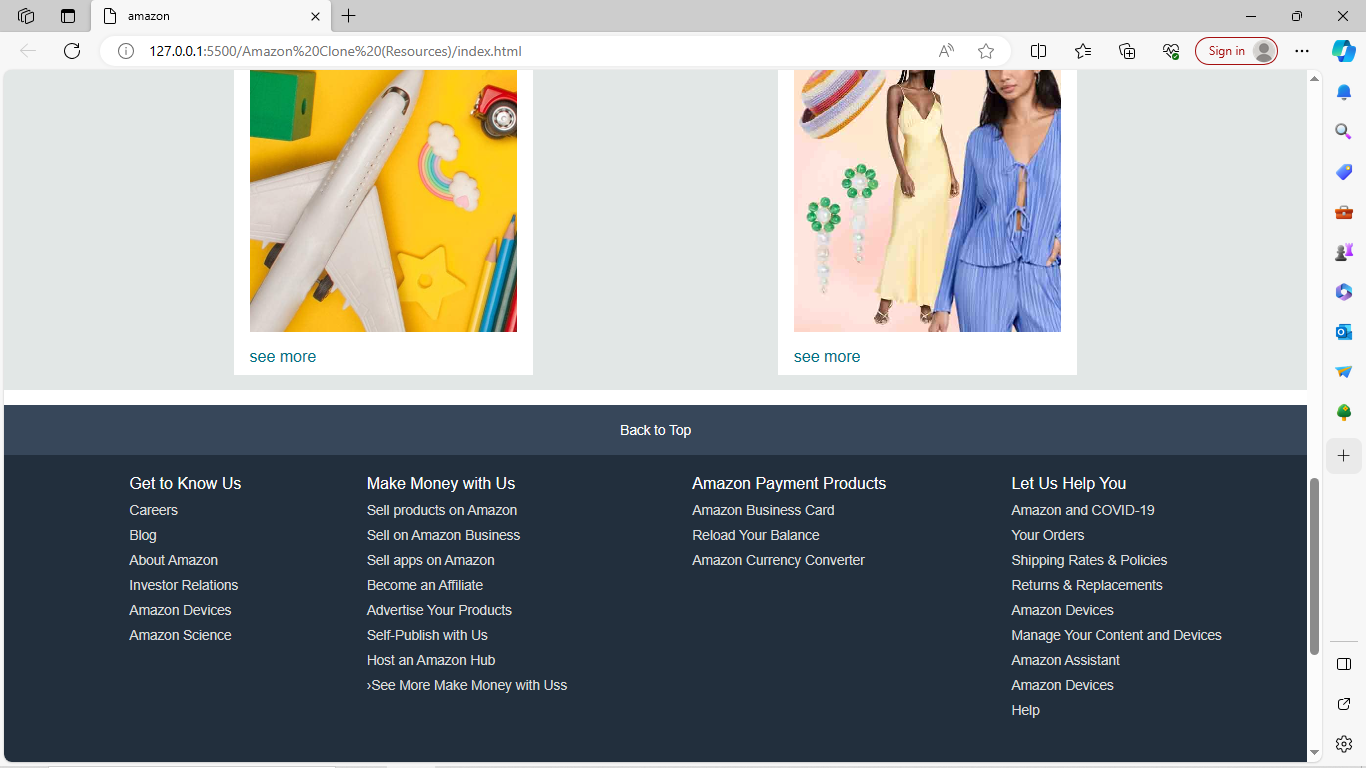 amazon
127.0.0.1:5500/Amazon%20Clone%20(Resources)/index.html
Sign in
see more
see more
Back to Top
Get to Know Us
Careers
Blog
About Amazon
Investor Relations
Amazon Devices
Amazon Science
Make Money with Us
Sell products on Amazon
Sell on Amazon Business
Sell apps on Amazon
Become an Affiliate
Advertise Your Products
Self-Publish with Us
Host an Amazon Hub
›See More Make Money with Uss
Amazon Payment Products
Amazon Business Card
Reload Your Balance
Amazon Currency Converter
Let Us Help You
Amazon and COVID-19
Your Orders
Shipping Rates & Policies
Returns & Replacements
Amazon Devices
Manage Your Content and Devices
Amazon Assistant
Amazon Devices
Help